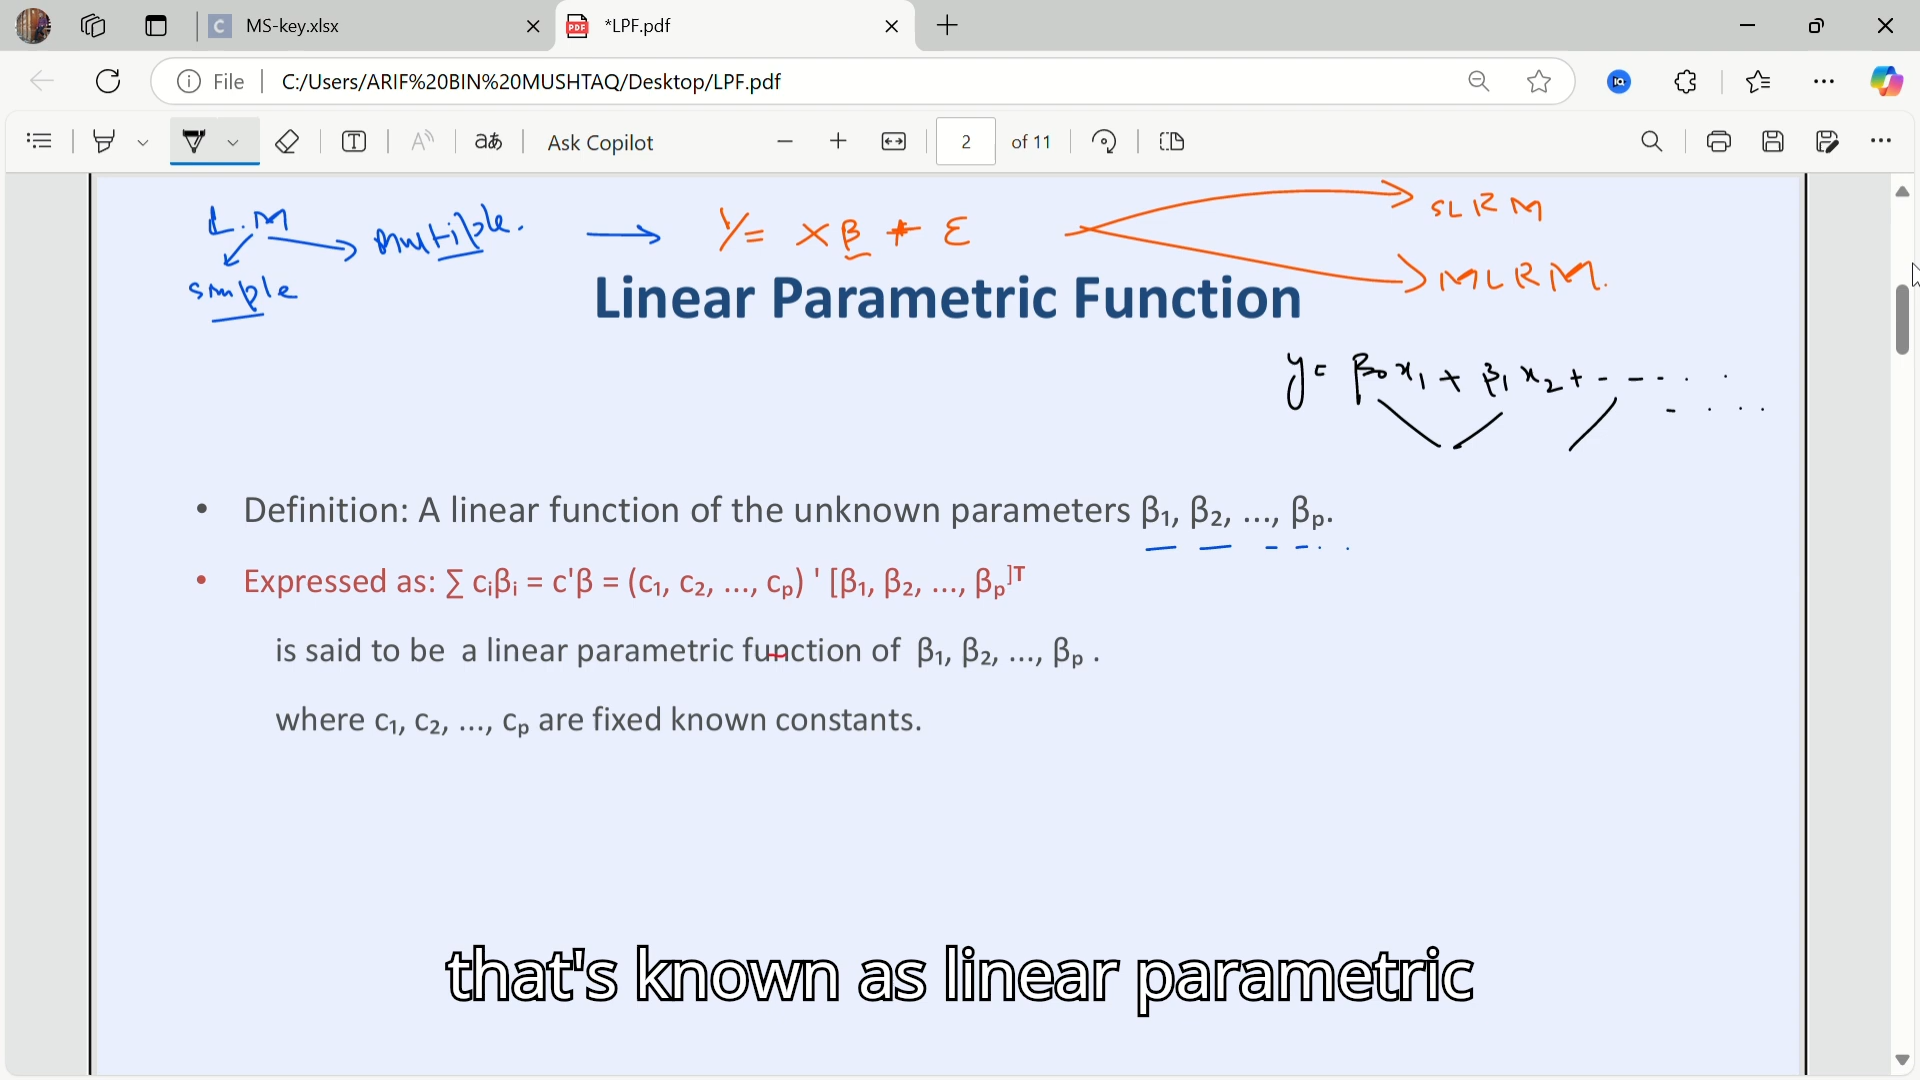 MS-key.xlsx
*LPF.pdf
File
C:/Users/ARIF%20BIN%20MUSHTAQ/Desktop/LPF.pdf
Ask Copilot
2 of 11
L.M
multiple.
simple
Y = Xβ + ε
SLRM
MLRM.
Linear Parametric Function
y = β₀x₁ + β₁x₂ + - - - . .
• Definition: A linear function of the unknown parameters β₁, β₂, ..., βₚ.
• Expressed as: ∑ cᵢβᵢ = c'β = (c₁, c₂, ..., cₚ) ' [β₁, β₂, ..., βₚ]ᵀ
is said to be a linear parametric function of β₁, β₂, ..., βₚ .
where c₁, c₂, ..., cₚ are fixed known constants.
that's known as linear parametric